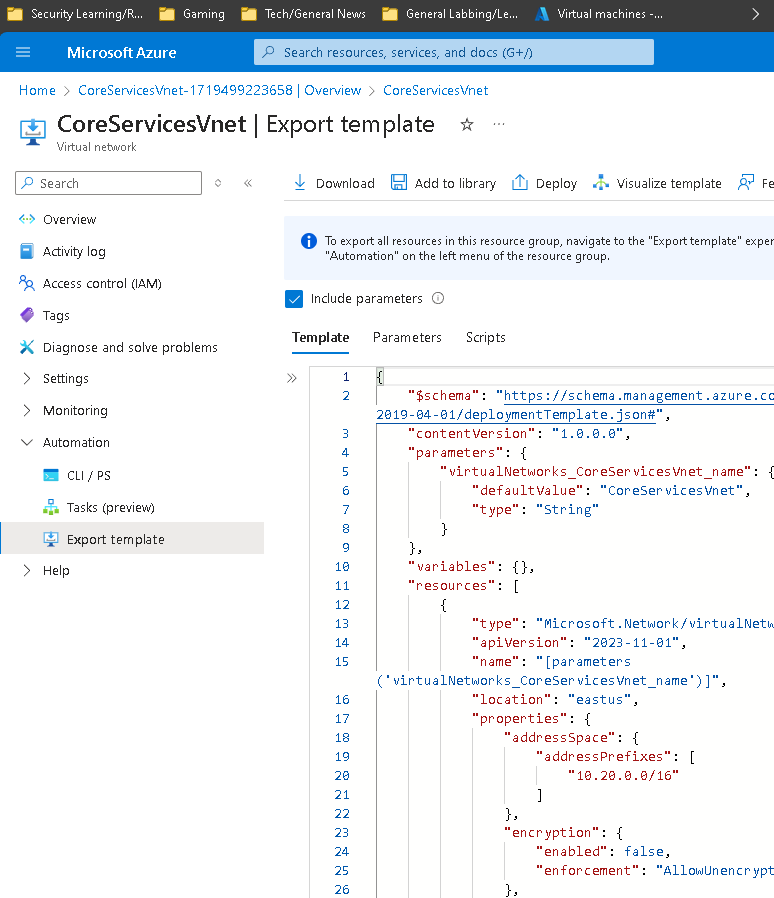 Security Learning/R...
Gaming
Tech/General News
General Labbing/Le...
Virtual machines -...
Microsoft Azure
Search resources, services, and docs (G+/)
Home > CoreServicesVnet-1719499223658 | Overview > CoreServicesVnet
CoreServicesVnet | Export template
Virtual network
Search
Overview
Activity log
Access control (IAM)
Tags
Diagnose and solve problems
Settings
Monitoring
Automation
CLI / PS
Tasks (preview)
Export template
Help
Download
Add to library
Deploy
Visualize template
Fe
To export all resources in this resource group, navigate to the "Export template" exper
"Automation" on the left menu of the resource group.
Include parameters
Template
Parameters
Scripts
1 {
2 "$schema": "https://schema.management.azure.co
2019-04-01/deploymentTemplate.json#",
3 "contentVersion": "1.0.0.0",
4 "parameters": {
5 "virtualNetworks_CoreServicesVnet_name": {
6 "defaultValue": "CoreServicesVnet",
7 "type": "String"
8 }
9 },
10 "variables": {},
11 "resources": [
12 {
13 "type": "Microsoft.Network/virtualNetw
14 "apiVersion": "2023-11-01",
15 "name": "[parameters
('virtualNetworks_CoreServicesVnet_name')]",
16 "location": "eastus",
17 "properties": {
18 "addressSpace": {
19 "addressPrefixes": [
20 "10.20.0.0/16"
21 ]
22 },
23 "encryption": {
24 "enabled": false,
25 "enforcement": "AllowUnencrypt
26 },